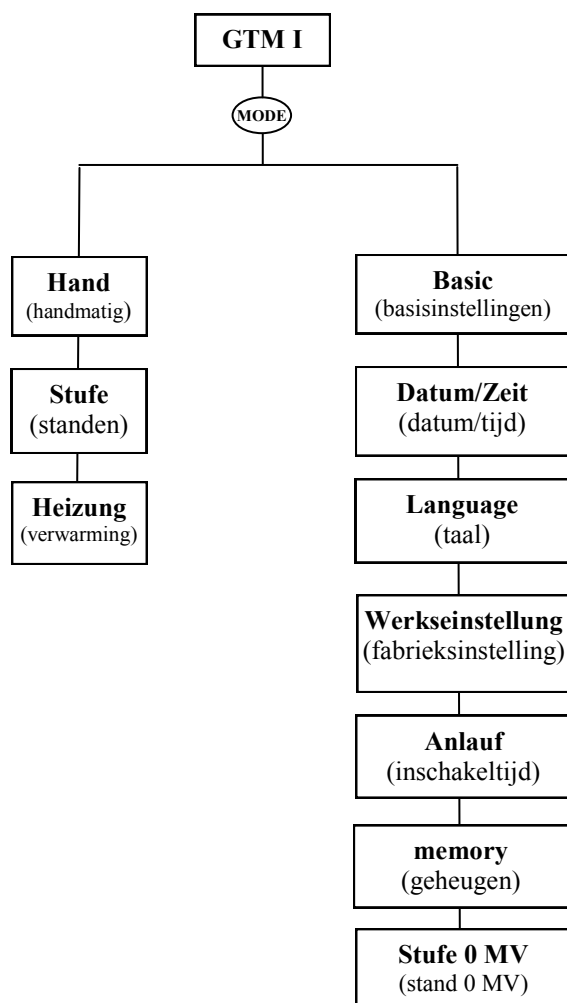 GTM I
MODE
Hand
(handmatig)
Stufe
(standen)
Heizung
(verwarming)
Basic
(basisinstellingen)
Datum/Zeit
(datum/tijd)
Language
(taal)
Werkseinstellung
(fabrieksinstelling)
Anlauf
(inschakeltijd)
memory
(geheugen)
Stufe 0 MV
(stand 0 MV)